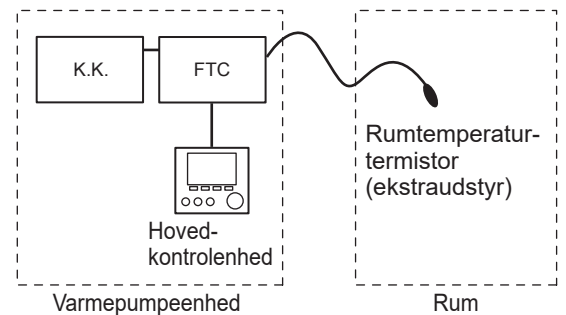 K.K.
FTC
Rumtemperatur-
termistor
(ekstraudstyr)
Hoved-
kontrolenhed
Varmepumpeenhed
Rum